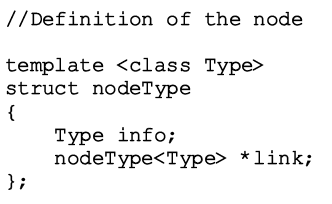 //Definition of the node
template <class Type>
struct nodeType
{
    Type info;
    nodeType<Type> *link;
};